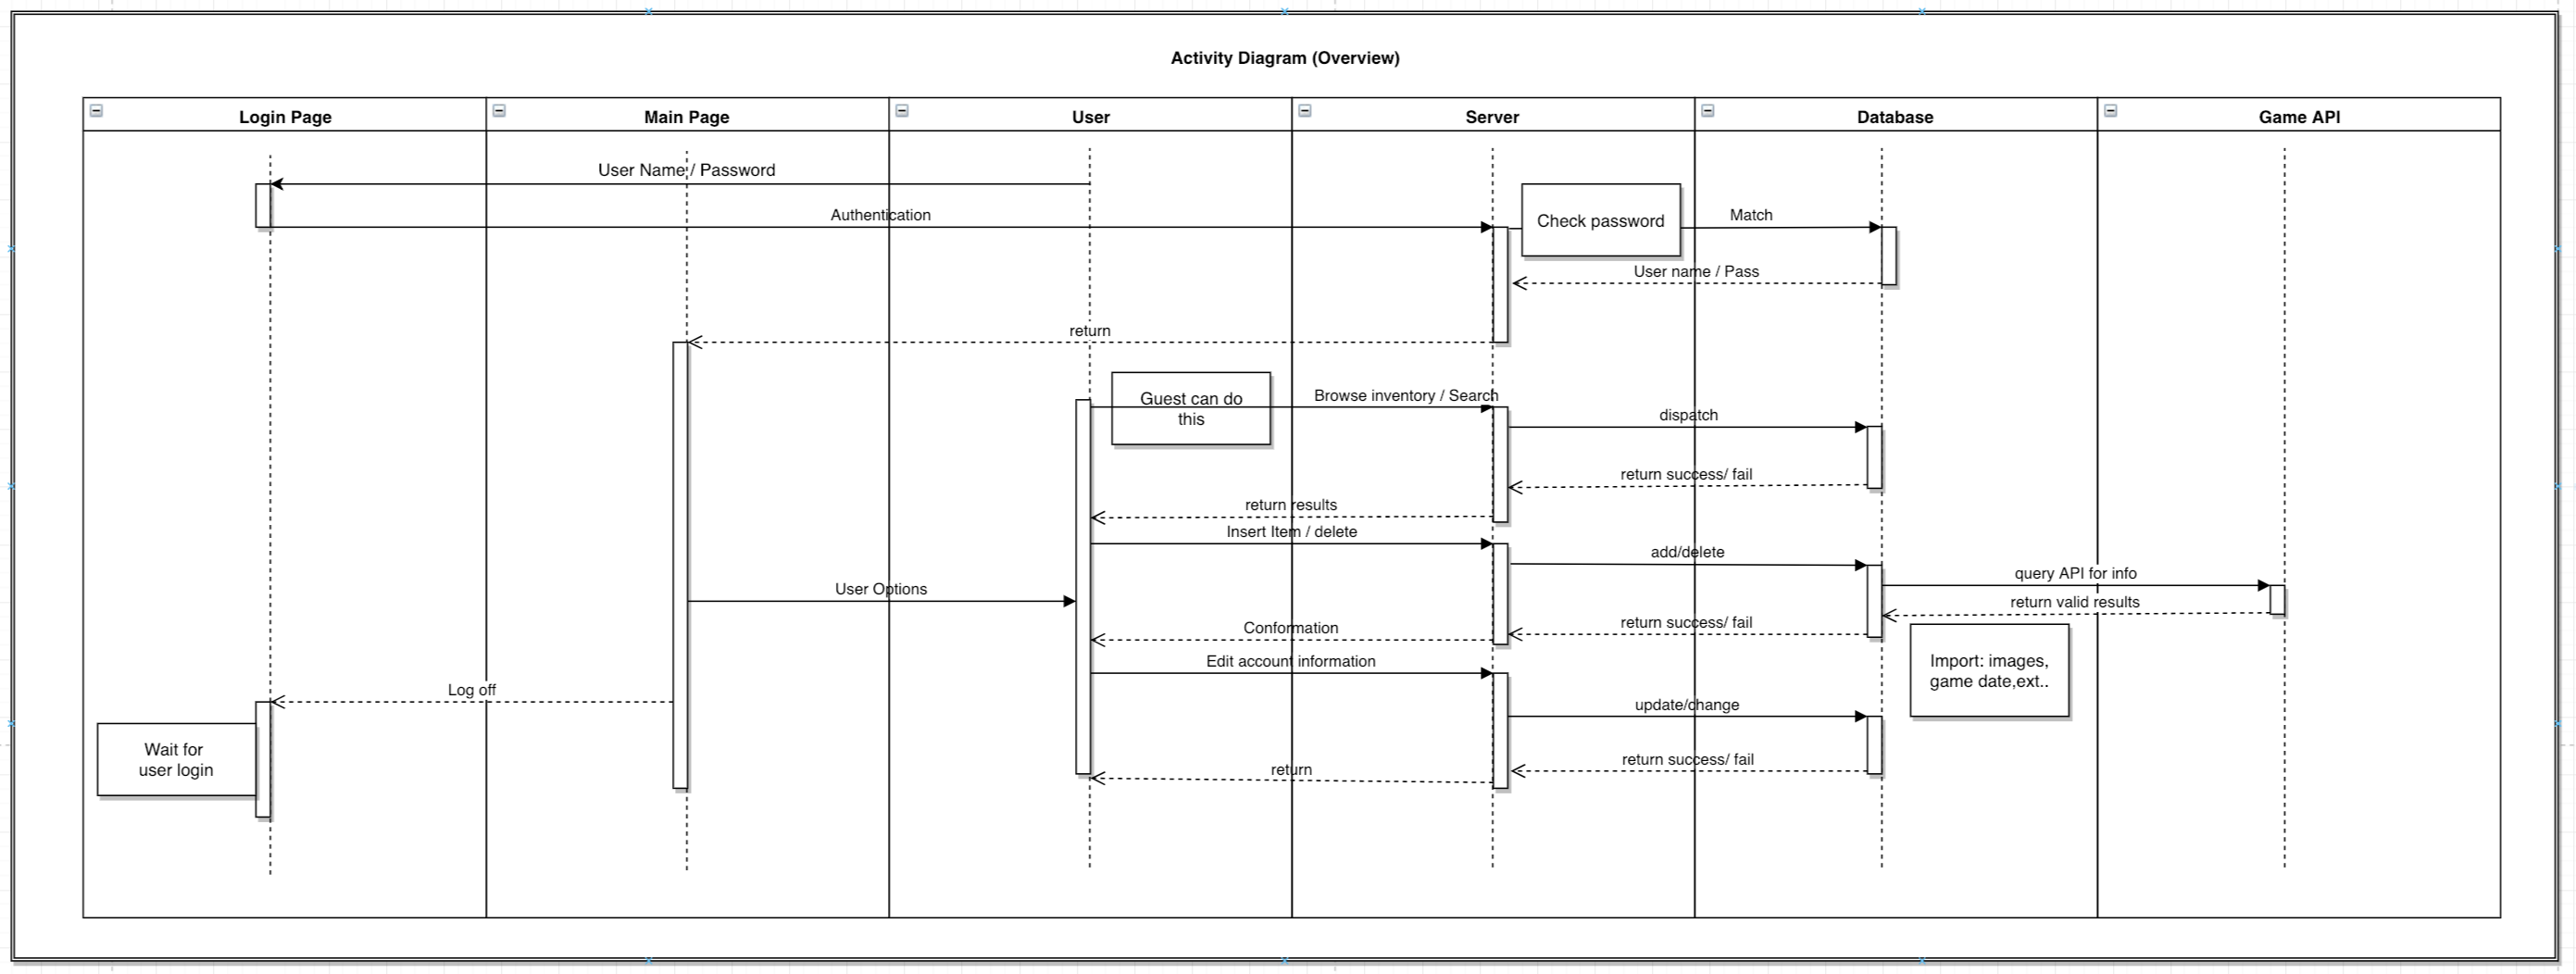 Activity Diagram (Overview)
Login Page
Main Page
User
Server
Database
Game API
User Name / Password
Authentication
Check password
Match
User name / Pass
return
Guest can do
this
Browse inventory / Search
dispatch
return success/ fail
return results
Insert Item / delete
add/delete
query API for info
User Options
return valid results
return success/ fail
Conformation
Edit account information
Import: images,
game date,ext..
Log off
update/change
Wait for
user login
return success/ fail
return